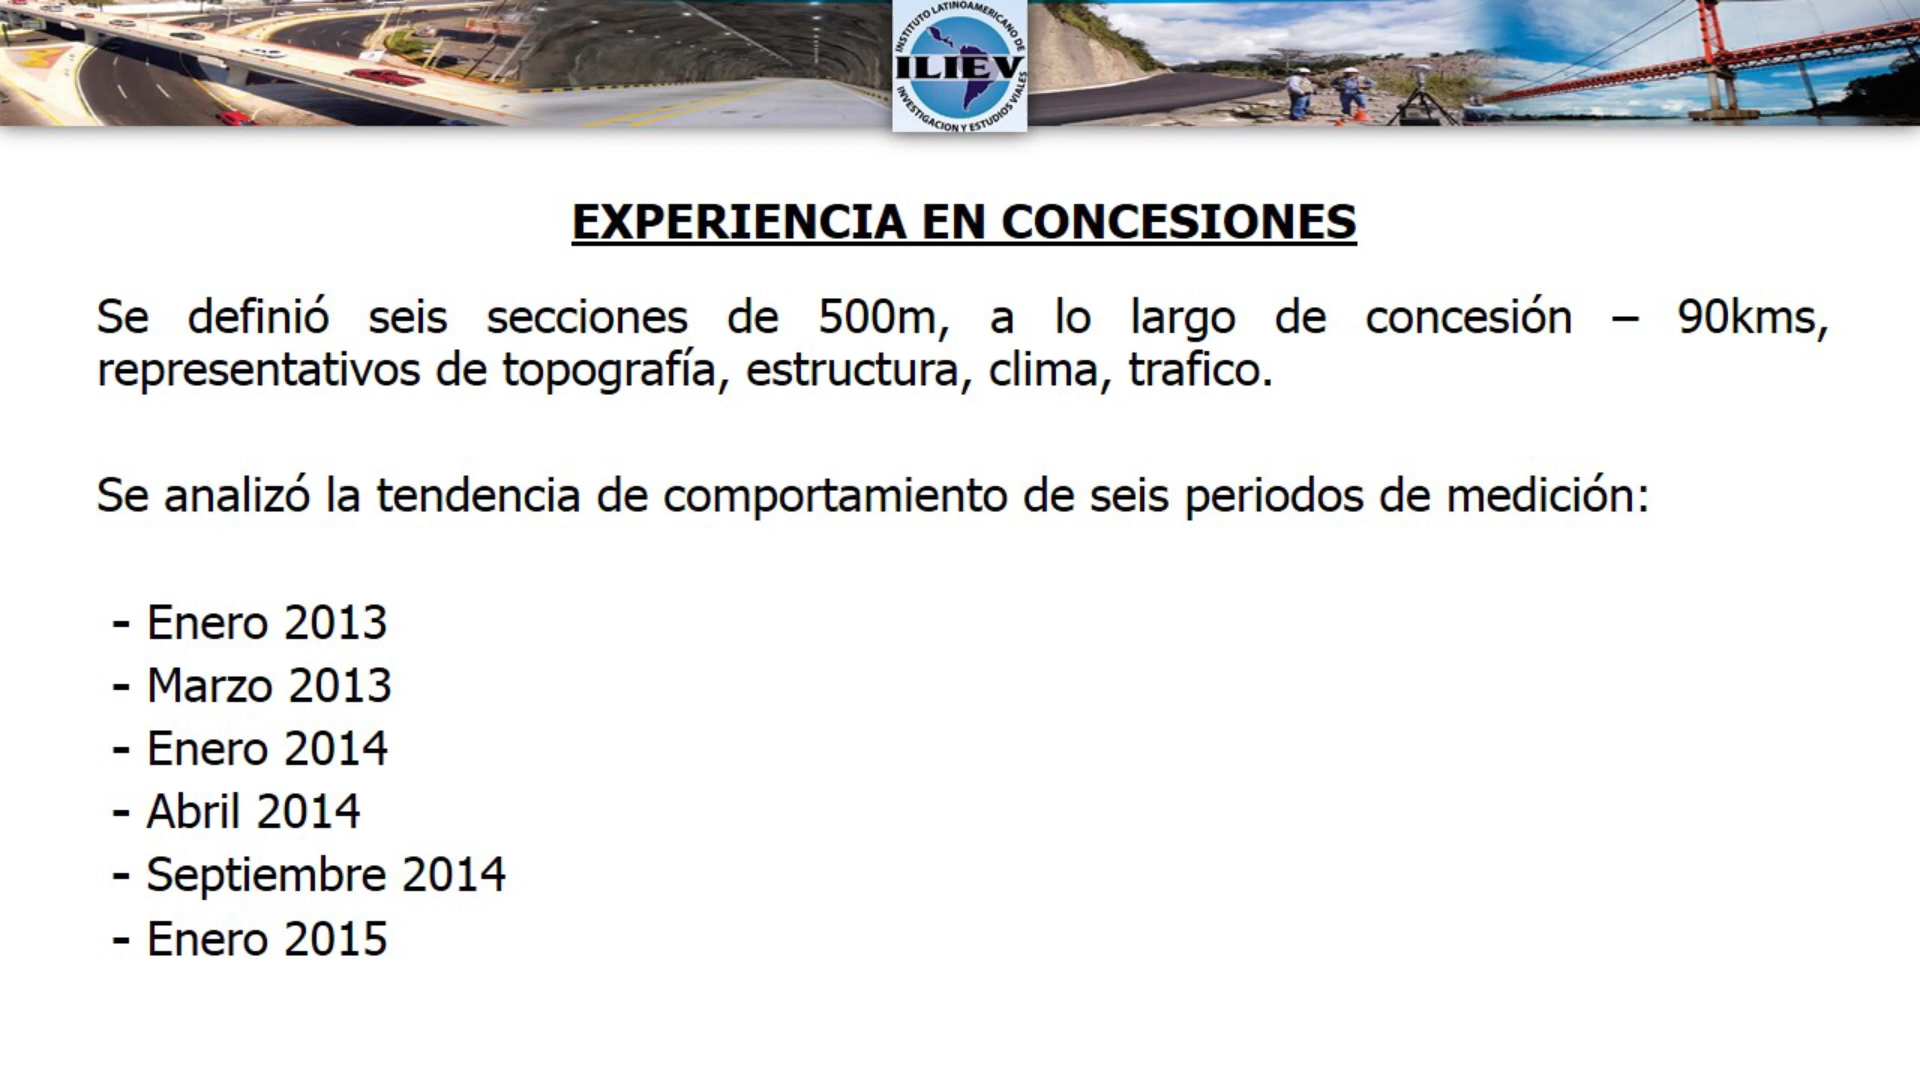 INSTITUTO LATINOAMERICANO DE
ILIEV
INVESTIGACION Y ESTUDIOS VIALES
EXPERIENCIA EN CONCESIONES
Se definió seis secciones de 500m, a lo largo de concesión – 90kms,
representativos de topografía, estructura, clima, trafico.
Se analizó la tendencia de comportamiento de seis periodos de medición:
- Enero 2013
- Marzo 2013
- Enero 2014
- Abril 2014
- Septiembre 2014
- Enero 2015